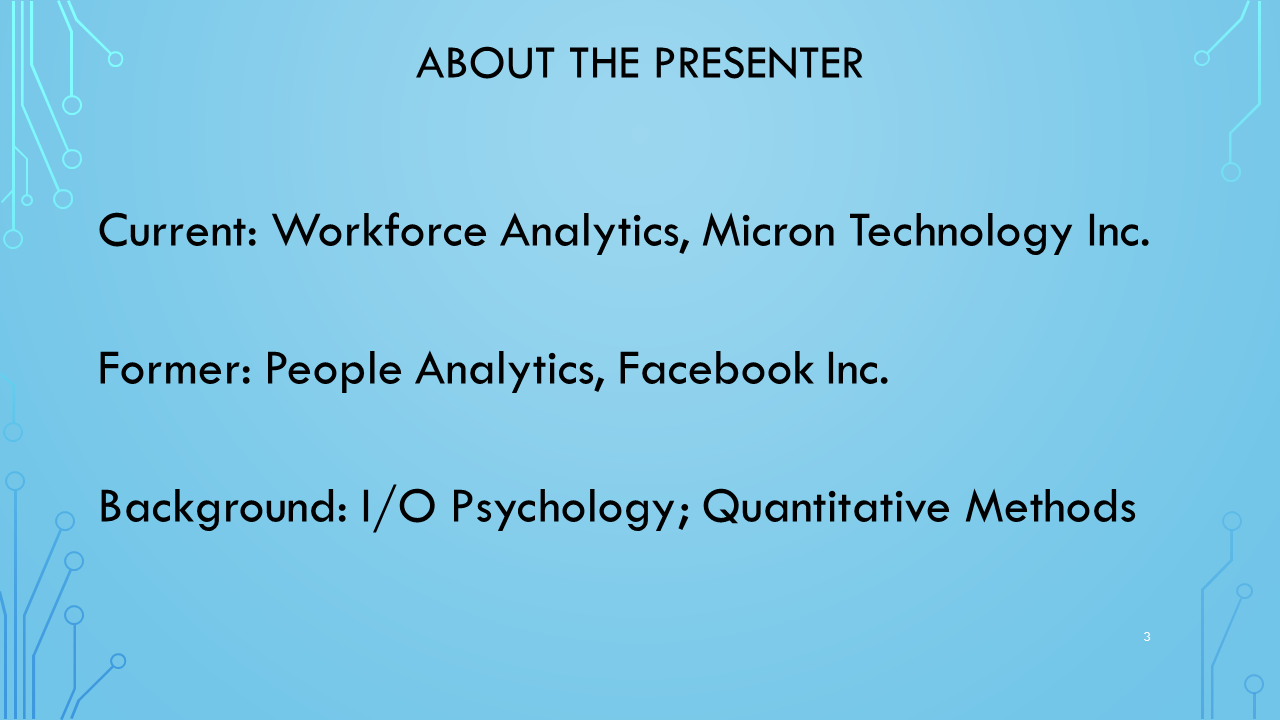 ABOUT THE PRESENTER
Current: Workforce Analytics, Micron Technology Inc.
Former: People Analytics, Facebook Inc.
Background: I/O Psychology; Quantitative Methods
3